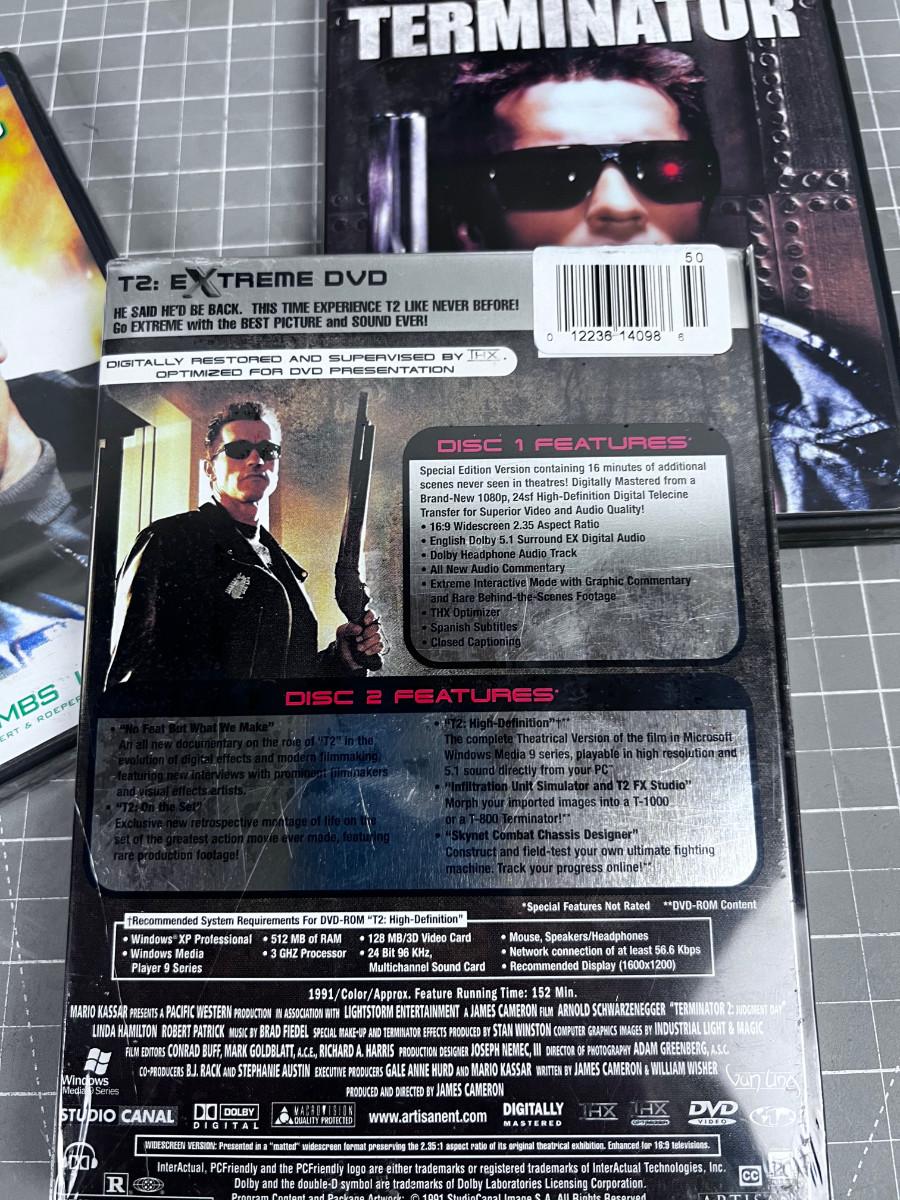 TERMINATOR
T2: EXTREME DVD
HE SAID HE'D BE BACK. THIS TIME EXPERIENCE T2 LIKE NEVER BEFORE!
Go EXTREME with the BEST PICTURE and SOUND EVER!
50
0 12236 14098 6
DIGITALLY RESTORED AND SUPERVISED BY THX.
OPTIMIZED FOR DVD PRESENTATION
DISC 1 FEATURES*
Special Edition Version containing 16 minutes of additional
scenes never seen in theatres! Digitally Mastered from a
Brand-New 1080p, 24sf High-Definition Digital Telecine
Transfer for Superior Video and Audio Quality!
• 16:9 Widescreen 2.35 Aspect Ratio
• English Dolby 5.1 Surround EX Digital Audio
• Dolby Headphone Audio Track
• All New Audio Commentary
• Extreme Interactive Mode with Graphic Commentary
and Rare Behind-the-Scenes Footage
• THX Optimizer
• Spanish Subtitles
• Closed Captioning
DISC 2 FEATURES*
• "No Feat But What We Make"
An all new documentary on the role of "T2" in the
evolution of digital effects and modern filmmaking,
featuring new interviews with prominent filmmakers
and visual effects artists.
• "T2: On the Set"
Exclusive new retrospective montage of life on the
set of the greatest action movie ever made, featuring
rare production footage!
• "T2: High-Definition"†**
The complete Theatrical Version of the film in Microsoft
Windows Media 9 series, playable in high resolution and
5.1 sound directly from your PC
• "Infiltration Unit Simulator and T2 FX Studio"
Morph your imported images into a T-1000
or a T-800 Terminator!**
• "Skynet Combat Chassis Designer"
Construct and field-test your own ultimate fighting
machine. Track your progress online!**
*Special Features Not Rated **DVD-ROM Content
†Recommended System Requirements For DVD-ROM "T2: High-Definition"
• Windows® XP Professional
• Windows Media
Player 9 Series
• 512 MB of RAM
• 3 GHZ Processor
• 128 MB/3D Video Card
• 24 Bit 96 KHz,
Multichannel Sound Card
• Mouse, Speakers/Headphones
• Network connection of at least 56.6 Kbps
• Recommended Display (1600x1200)
1991/Color/Approx. Feature Running Time: 152 Min.
MARIO KASSAR PRESENTS A PACIFIC WESTERN PRODUCTION IN ASSOCIATION WITH LIGHTSTORM ENTERTAINMENT A JAMES CAMERON FILM ARNOLD SCHWARZENEGGER "TERMINATOR 2: JUDGMENT DAY"
LINDA HAMILTON ROBERT PATRICK MUSIC BY BRAD FIEDEL SPECIAL MAKE-UP AND TERMINATOR EFFECTS PRODUCED BY STAN WINSTON COMPUTER GRAPHICS IMAGES BY INDUSTRIAL LIGHT & MAGIC
FILM EDITORS CONRAD BUFF, MARK GOLDBLATT, A.C.E., RICHARD A. HARRIS PRODUCTION DESIGNER JOSEPH NEMEC, III DIRECTOR OF PHOTOGRAPHY ADAM GREENBERG, A.S.C.
CO-PRODUCERS B.J. RACK AND STEPHANIE AUSTIN EXECUTIVE PRODUCERS GALE ANNE HURD AND MARIO KASSAR WRITTEN BY JAMES CAMERON & WILLIAM WISHER
PRODUCED AND DIRECTED BY JAMES CAMERON
Windows
Media 9 Series
Van Ling
STUDIO CANAL
DOLBY
DIGITAL
MACROVISION
QUALITY PROTECTED
www.artisanent.com
DIGITALLY
MASTERED
THX
THX
DVD
VIDEO
WIDESCREEN VERSION: Presented in a "matted" widescreen format preserving the 2.35:1 aspect ratio of its original theatrical exhibition. Enhanced for 16:9 televisions.
InterActual, PCFriendly and the PCFriendly logo are either trademarks or registered trademarks of InterActual Technologies, Inc.
Dolby and the double-D symbol are trademarks of Dolby Laboratories Licensing Corporation.
Program Content and Package Artwork: © 1991 StudioCanal Image S.A. All Rights Reserved
R
CC
MBS
ERT & ROEPER